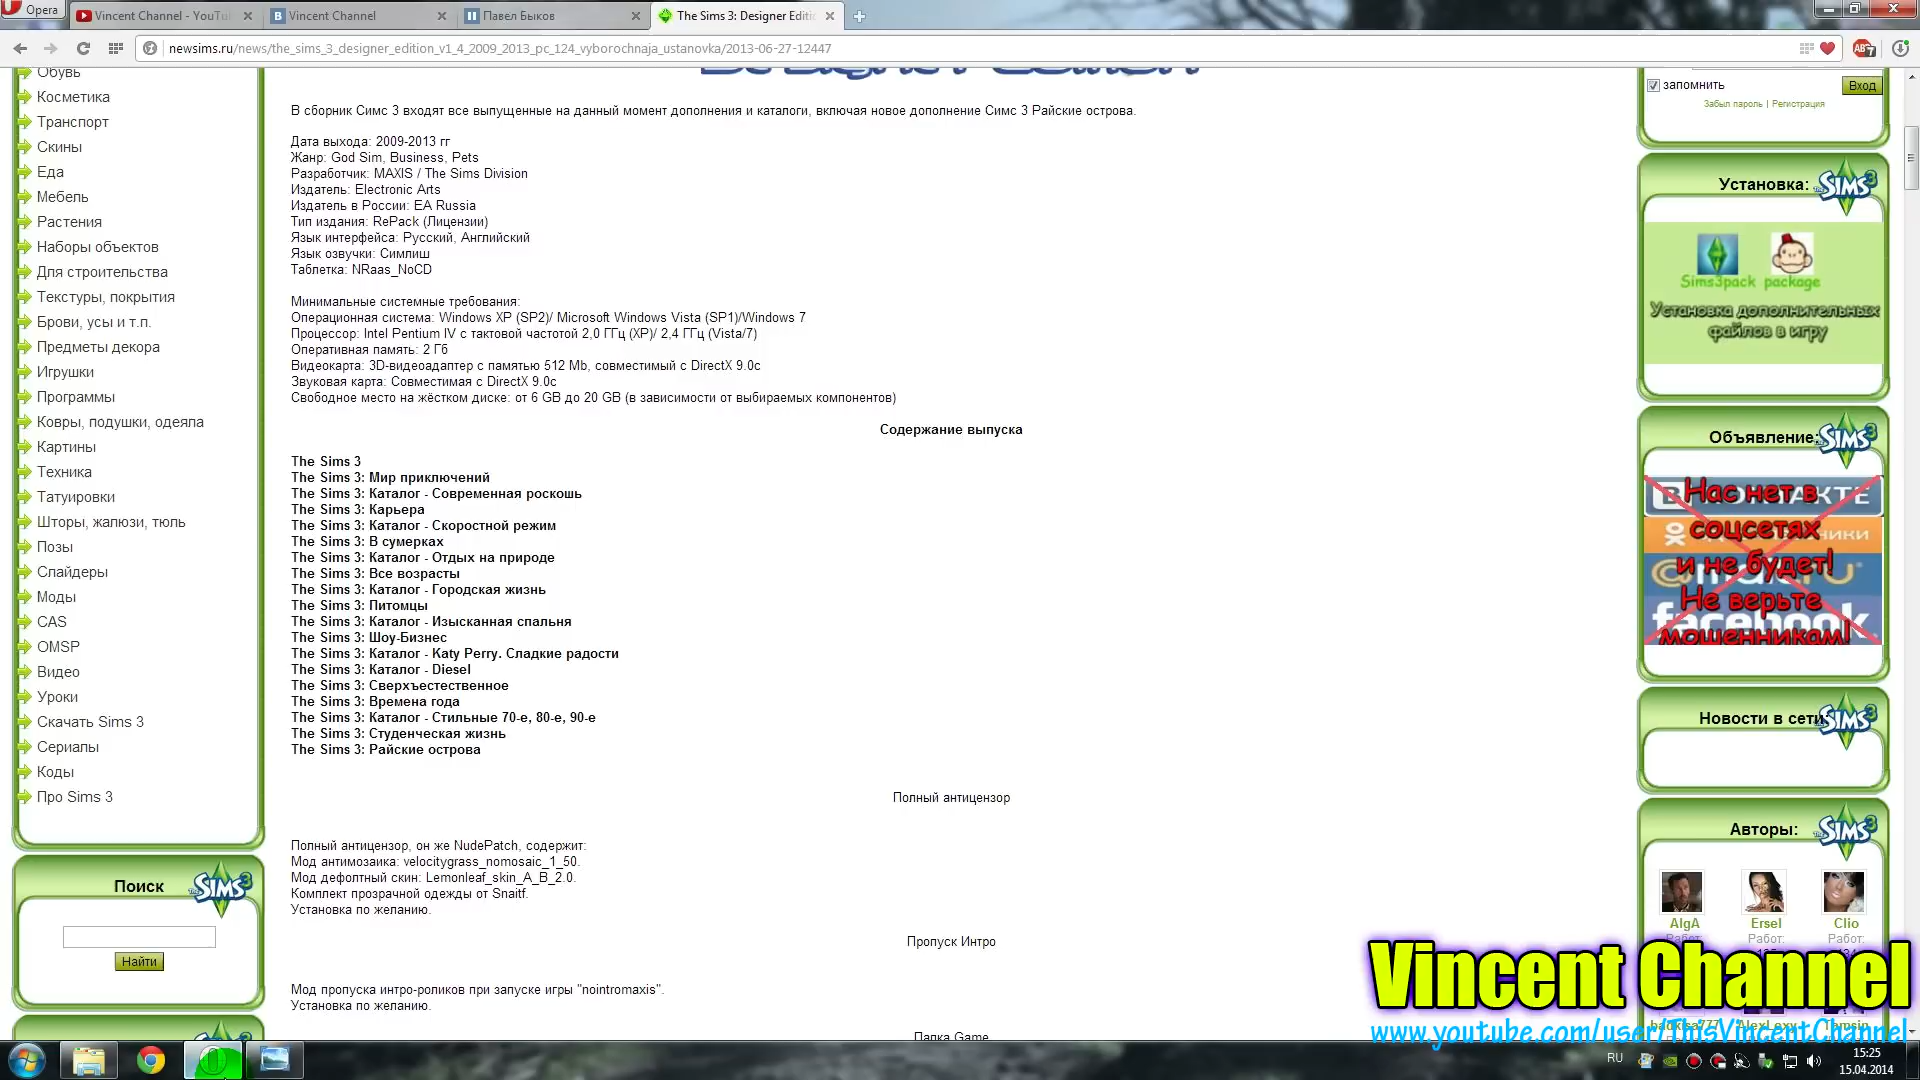 Opera
Vincent Channel - YouTu
Vincent Channel
Павел Быков
The Sims 3: Designer Editi
newsims.ru/news/the_sims_3_designer_edition_v1_4_2009_2013_pc_124_vyborochnaja_ustanovka/2013-06-27-12447
Обувь
Косметика
Транспорт
Скины
Еда
Мебель
Растения
Наборы объектов
Для строительства
Текстуры, покрытия
Брови, усы и т.п.
Предметы декора
Игрушки
Программы
Ковры, подушки, одеяла
Картины
Техника
Татуировки
Шторы, жалюзи, тюль
Позы
Слайдеры
Моды
CAS
OMSP
Видео
Уроки
Скачать Sims 3
Сериалы
Коды
Про Sims 3
Поиск
Найти
В сборник Симс 3 входят все выпущенные на данный момент дополнения и каталоги, включая новое дополнение Симс 3 Райские острова.
Дата выхода: 2009-2013 гг
Жанр: God Sim, Business, Pets
Разработчик: MAXIS / The Sims Division
Издатель: Electronic Arts
Издатель в России: EA Russia
Тип издания: RePack (Лицензии)
Язык интерфейса: Русский, Английский
Язык озвучки: Симлиш
Таблетка: NRaas_NoCD
Минимальные системные требования:
Операционная система: Windows XP (SP2)/ Microsoft Windows Vista (SP1)/Windows 7
Процессор: Intel Pentium IV с тактовой частотой 2,0 ГГц (XP)/ 2,4 ГГц (Vista/7)
Оперативная память: 2 Гб
Видеокарта: 3D-видеоадаптер с памятью 512 Mb, совместимый с DirectX 9.0с
Звуковая карта: Совместимая с DirectX 9.0с
Свободное место на жёстком диске: от 6 GB до 20 GB (в зависимости от выбираемых компонентов)
Содержание выпуска
The Sims 3
The Sims 3: Мир приключений
The Sims 3: Каталог - Современная роскошь
The Sims 3: Карьера
The Sims 3: Каталог - Скоростной режим
The Sims 3: В сумерках
The Sims 3: Каталог - Отдых на природе
The Sims 3: Все возрасты
The Sims 3: Каталог - Городская жизнь
The Sims 3: Питомцы
The Sims 3: Каталог - Изысканная спальня
The Sims 3: Шоу-Бизнес
The Sims 3: Каталог - Katy Perry. Сладкие радости
The Sims 3: Каталог - Diesel
The Sims 3: Сверхъестественное
The Sims 3: Времена года
The Sims 3: Каталог - Стильные 70-е, 80-е, 90-е
The Sims 3: Студенческая жизнь
The Sims 3: Райские острова
Полный антицензор
Полный антицензор, он же NudePatch, содержит:
Мод антимозаика: velocitygrass_nomosaic_1_50.
Мод дефолтный скин: Lemonleaf_skin_A_B_2.0.
Комплект прозрачной одежды от Snaitf.
Установка по желанию.
Пропуск Интро
Мод пропуска интро-роликов при запуске игры "nointromaxis".
Установка по желанию.
Папка Game
запомнить
Вход
Забыл пароль | Регистрация
Установка:
Sims3pack package
Установка дополнительных
файлов в игру
Объявление:
Нас нет в
соцсетях
и не будет!
Не верьте
мошенникам!
facebook
Новости в сети:
Авторы:
AlgA
Ersel
Clio
Работ:
Работ:
Работ:
Vincent Channel
www.youtube.com/user/ThisVincentChannel
RU
15:25
15.04.2014